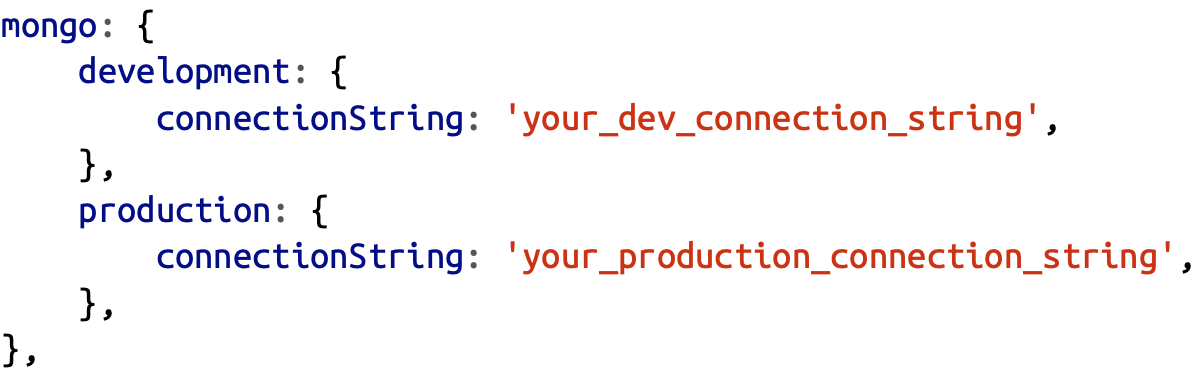 mongo: {
    development: {
        connectionString: 'your_dev_connection_string',
    },
    production: {
        connectionString: 'your_production_connection_string',
    },
},